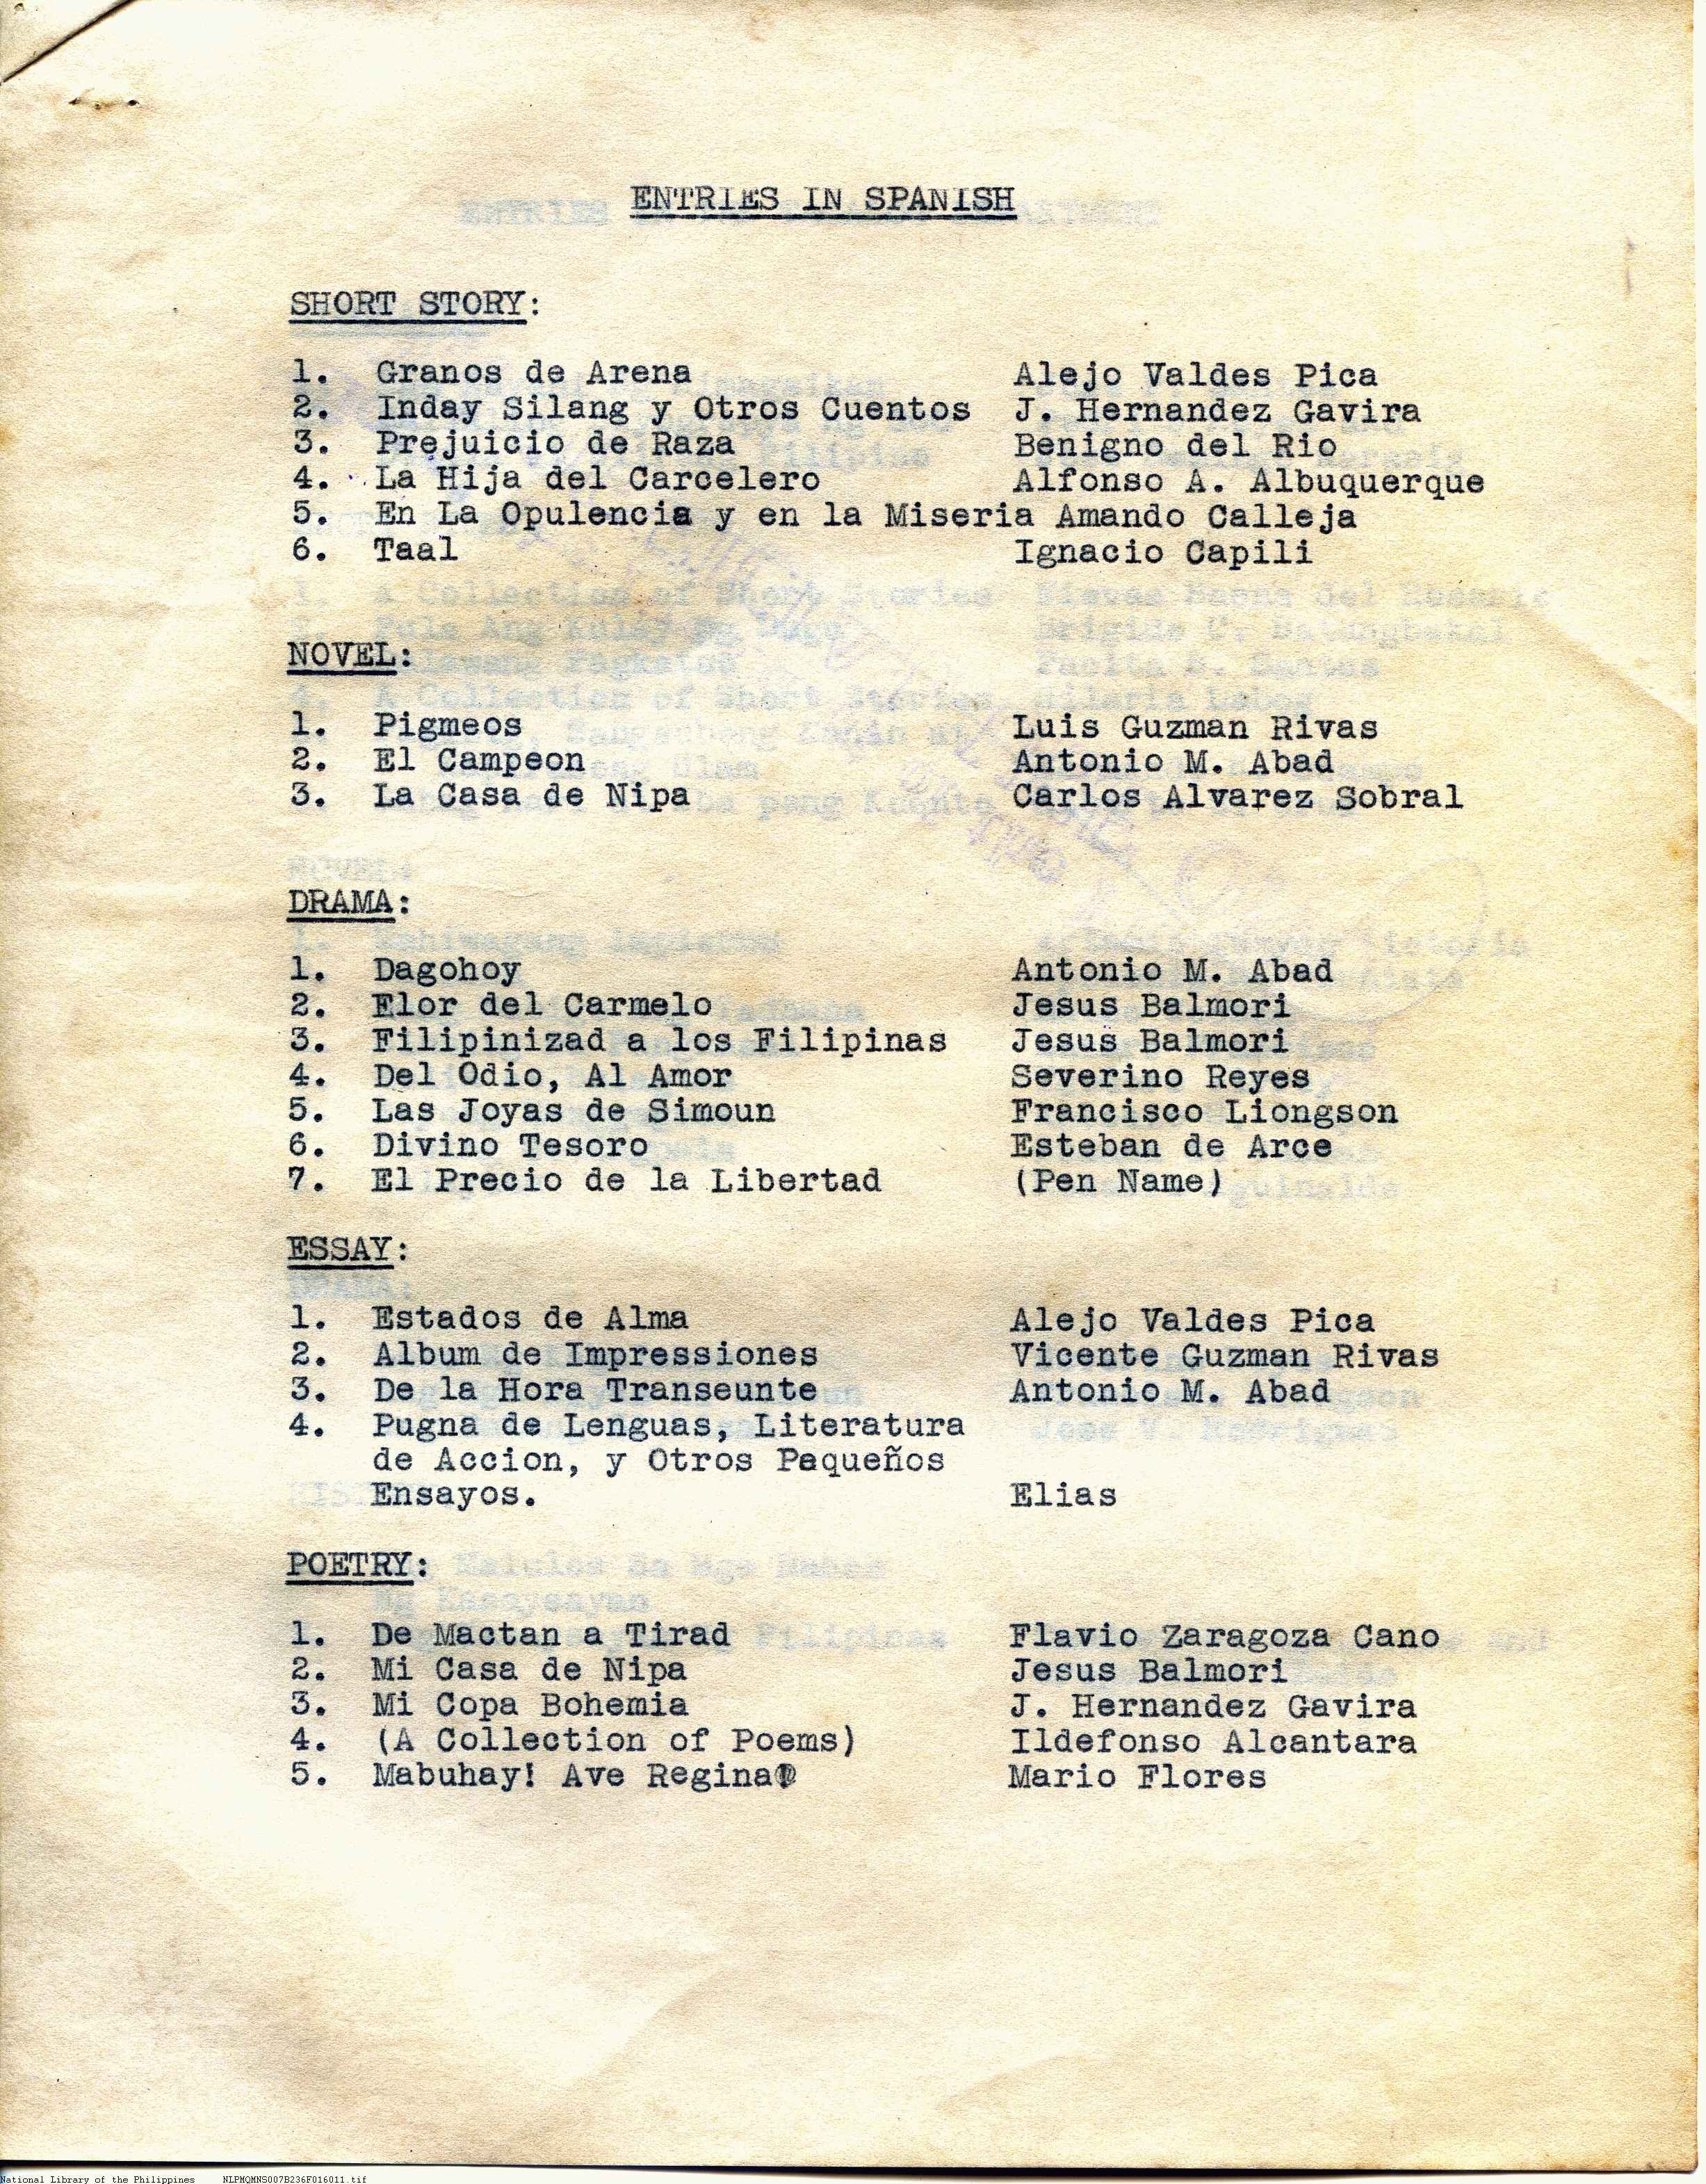 ENTRIES IN SPANISH
SHORT STORY:
1. Granos de Arena Alejo Valdes Pica
2. Inday Silang y Otros Cuentos J. Hernandez Gavira
3. Prejuicio de Raza Benigno del Rio
4. La Hija del Carcelero Alfonso A. Albuquerque
5. En La Opulencia y en la Miseria Amando Calleja
6. Taal Ignacio Capili
NOVEL:
1. Pigmeos Luis Guzman Rivas
2. El Campeon Antonio M. Abad
3. La Casa de Nipa Carlos Alvarez Sobral
DRAMA:
1. Dagohoy Antonio M. Abad
2. Flor del Carmelo Jesus Balmori
3. Filipinizad a los Filipinas Jesus Balmori
4. Del Odio, Al Amor Severino Reyes
5. Las Joyas de Simoun Francisco Liongson
6. Divino Tesoro Esteban de Arce
7. El Precio de la Libertad (Pen Name)
ESSAY:
1. Estados de Alma Alejo Valdes Pica
2. Album de Impressiones Vicente Guzman Rivas
3. De la Hora Transeunte Antonio M. Abad
4. Pugna de Lenguas, Literatura
de Accion, y Otros Pequeños
Ensayos. Elias
POETRY:
1. De Mactan a Tirad Flavio Zaragoza Cano
2. Mi Casa de Nipa Jesus Balmori
3. Mi Copa Bohemia J. Hernandez Gavira
4. (A Collection of Poems) Ildefonso Alcantara
5. Mabuhay! Ave Regina! Mario Flores
National Library of the Philippines NLPMQMNS007B236F016011.tif